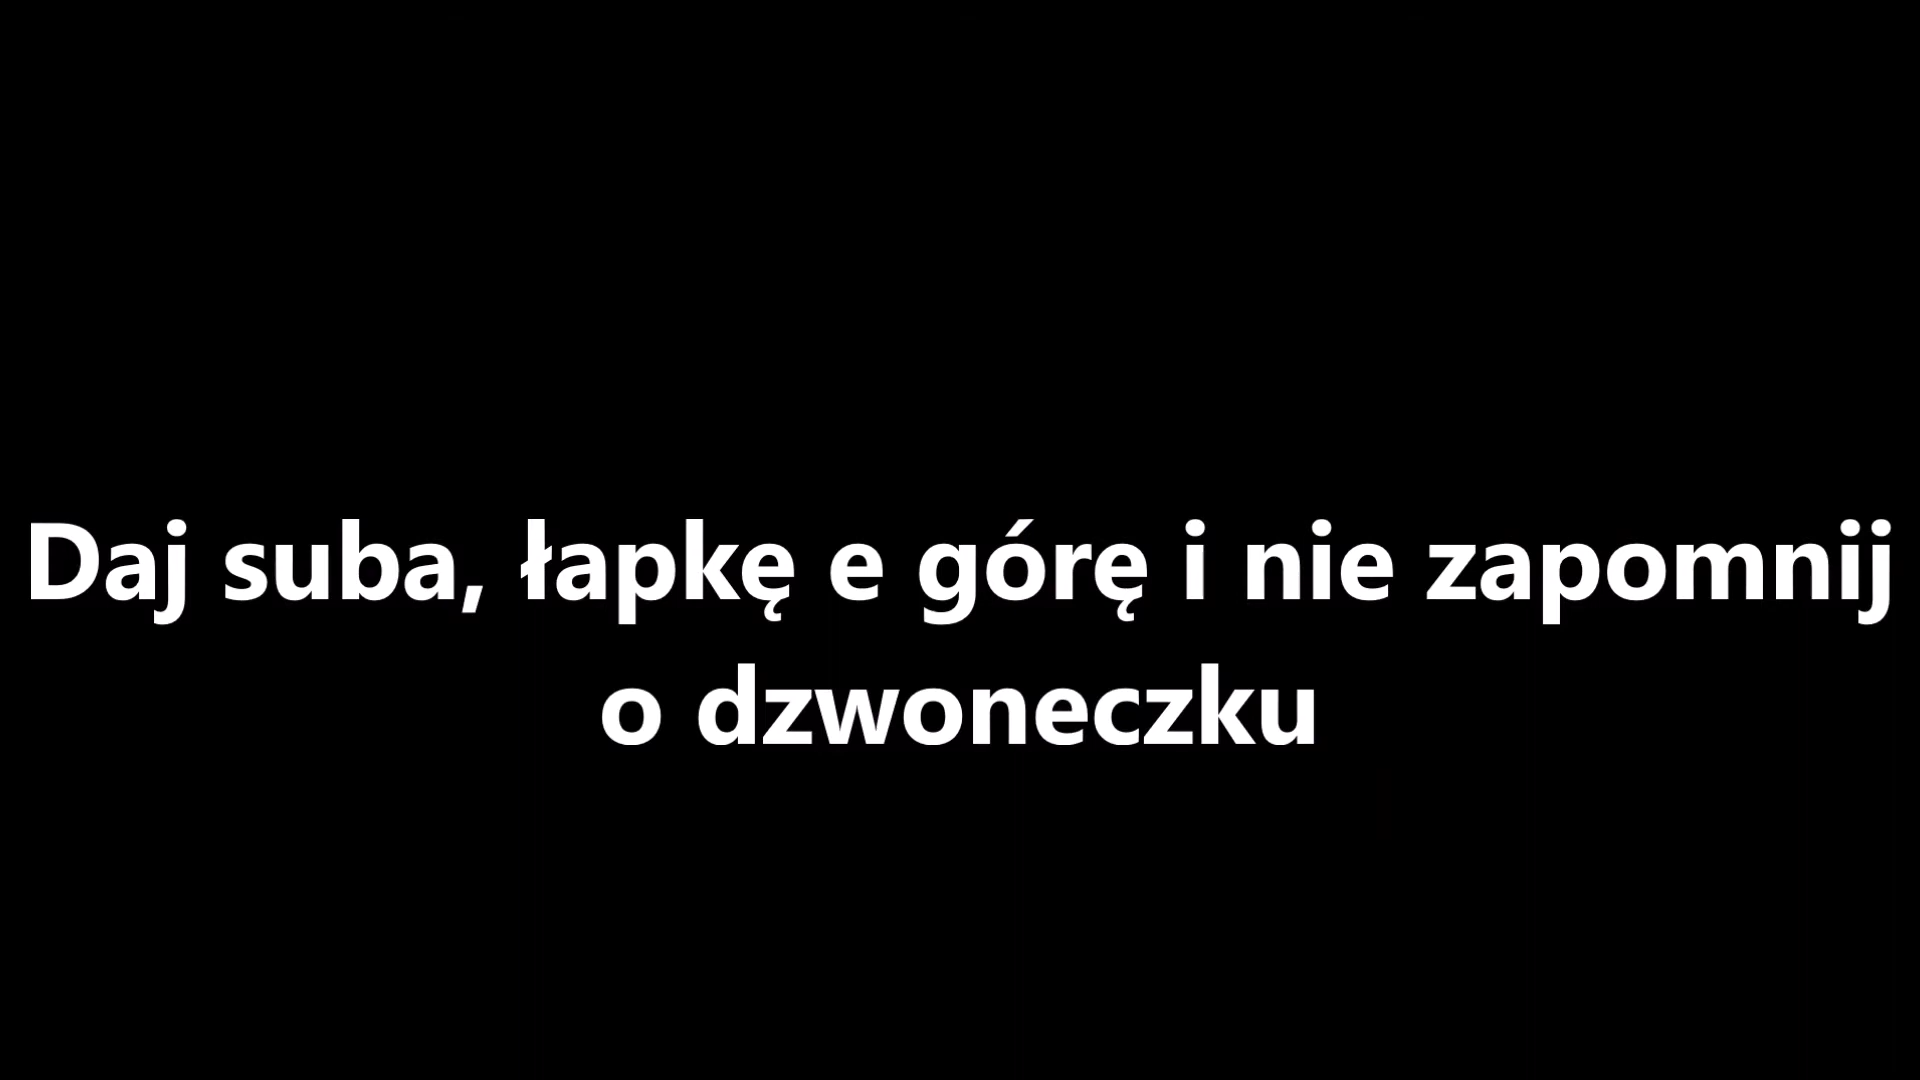 Daj suba, łapkę e górę i nie zapomnij
o dzwoneczku